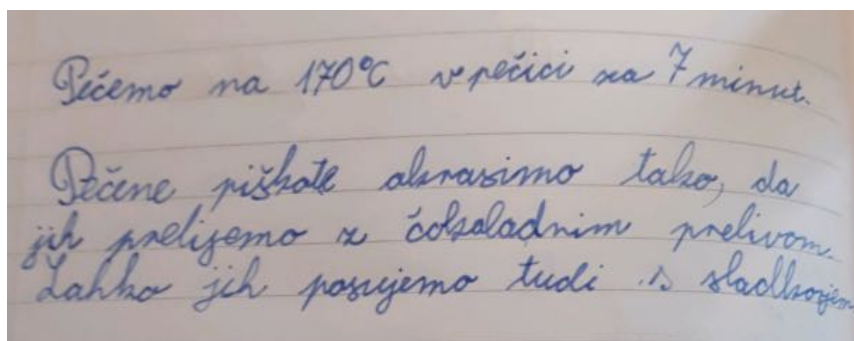 Pečemo na 170°C v pečici za 7 minut.
Pečene piškote okrasimo tako, da
jih prelijemo z čokoladnim prelivom.
Lahko jih posujemo tudi s sladkorjem